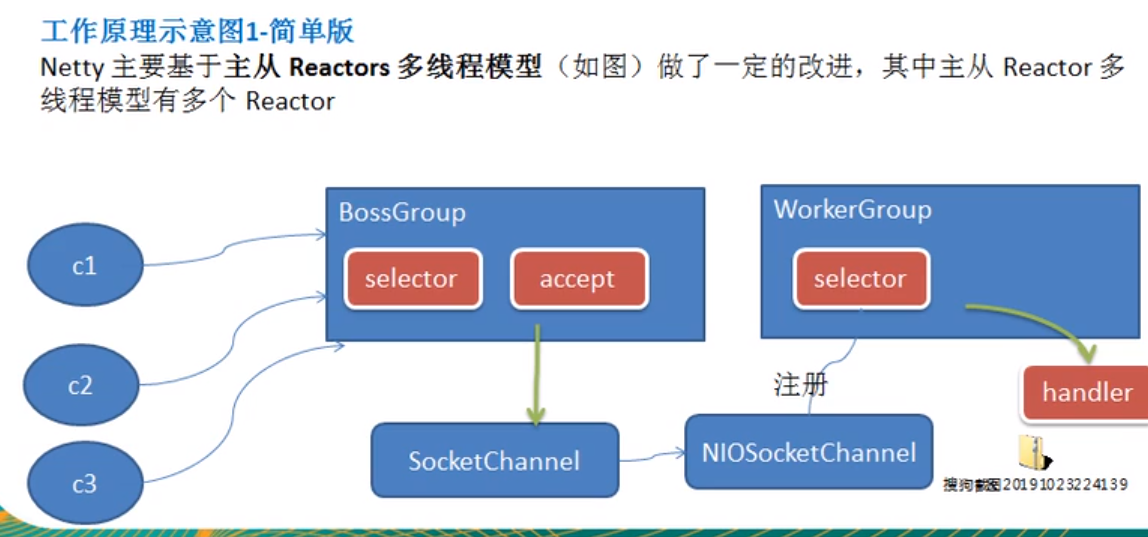 工作原理示意图1-简单版
Netty 主要基于主从 Reactors 多线程模型（如图）做了一定的改进，其中主从 Reactor 多
线程模型有多个 Reactor
BossGroup
WorkerGroup
c1
selector
accept
selector
c2
注册
handler
c3
SocketChannel
NIOSocketChannel
搜狗截图20191023224139